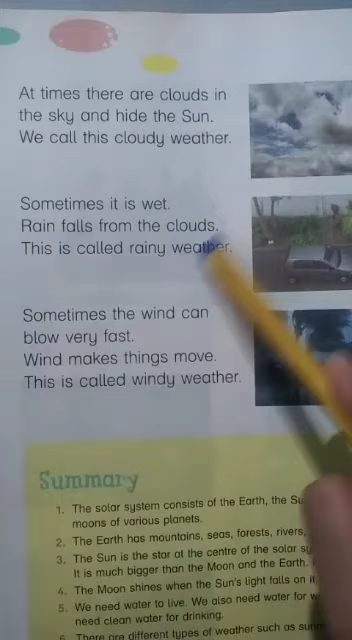 At times there are clouds in
the sky and hide the Sun.
We call this cloudy weather.
Sometimes it is wet.
Rain falls from the clouds.
This is called rainy weather.
Sometimes the wind can
blow very fast.
Wind makes things move.
This is called windy weather.
Summary
1. The solar system consists of the Earth, the
moons of various planets.
2. The Earth has mountains, seas, forests, rivers,
3. The Sun is the star at the centre of the solar
It is much bigger than the Moon and the Earth.
4. The Moon shines when the Sun's light falls on it
5. We need water to live. We also need water for
need clean water for drinking.
6. There are different types of weather such as